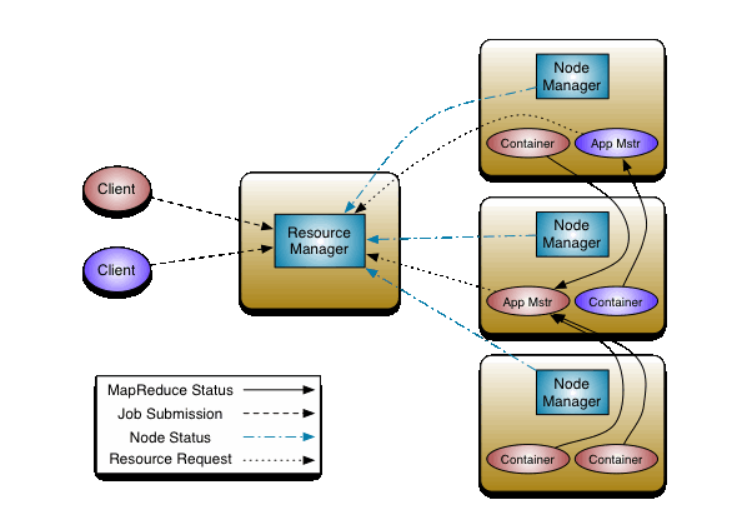 Node
Manager
Container
App Mstr
Client
Resource
Manager
Node
Manager
Client
App Mstr
Container
Node
Manager
MapReduce Status
Job Submission
Node Status
Resource Request
Container
Container